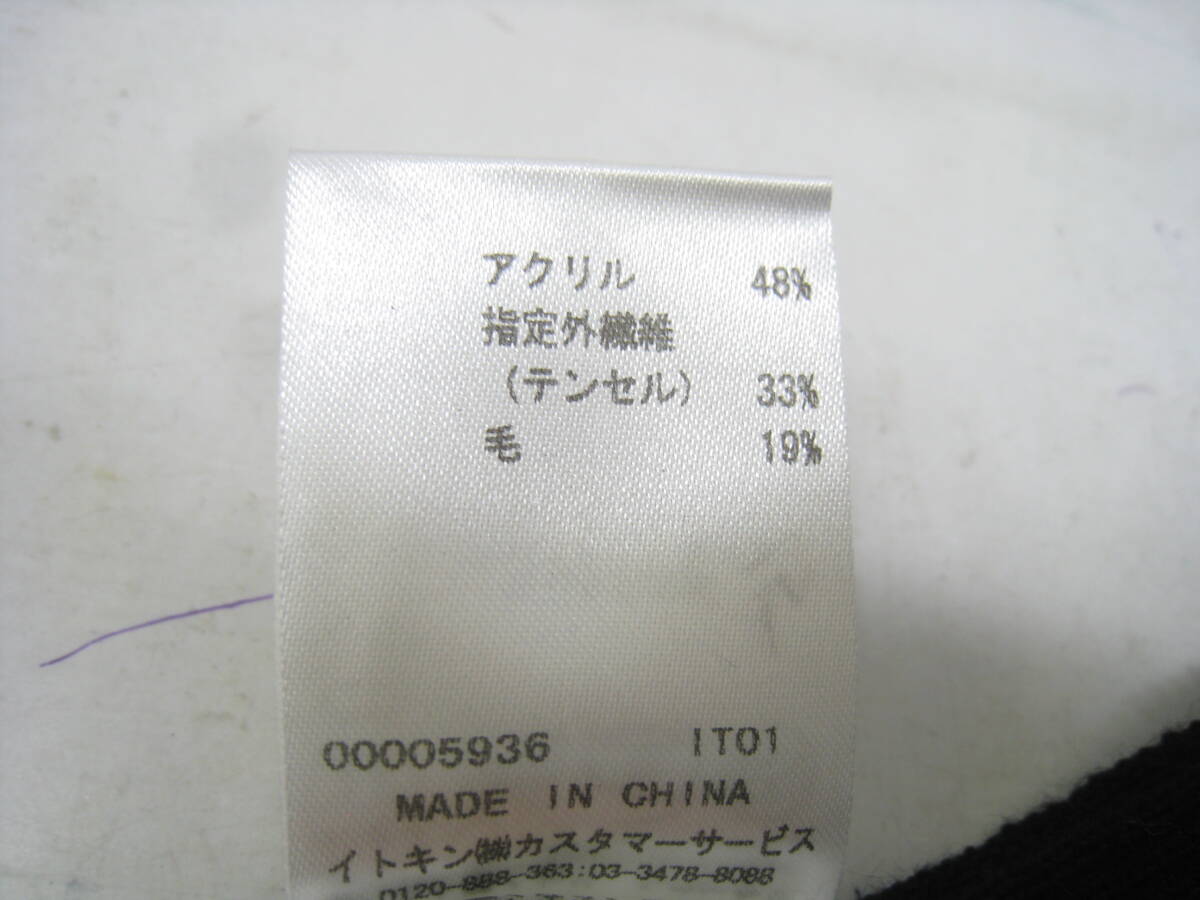 アクリル 48%
指定外繊維
(テンセル) 33%
毛 19%
00005936 IT01
MADE IN CHINA
イトキン㈱カスタマーサービス
0120-888-363:03-3478-8088